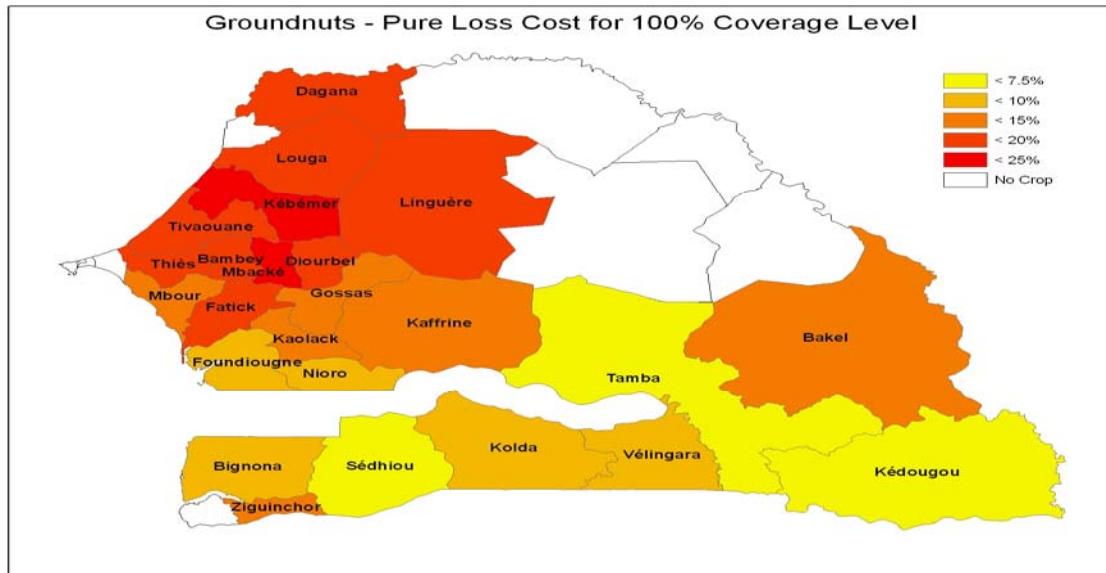 Groundnuts - Pure Loss Cost for 100% Coverage Level
< 7.5%
< 10%
< 15%
< 20%
< 25%
No Crop
Dagana
Louga
Linguère
Kébémer
Tivaouane
Thiès
Bambey
Mbacké
Diourbel
Mbour
Gossas
Fatick
Kaffrine
Bakel
Kaolack
Foundiougne
Nioro
Tamba
Kolda
Vélingara
Bignona
Sédhiou
Kédougou
Ziguinchor